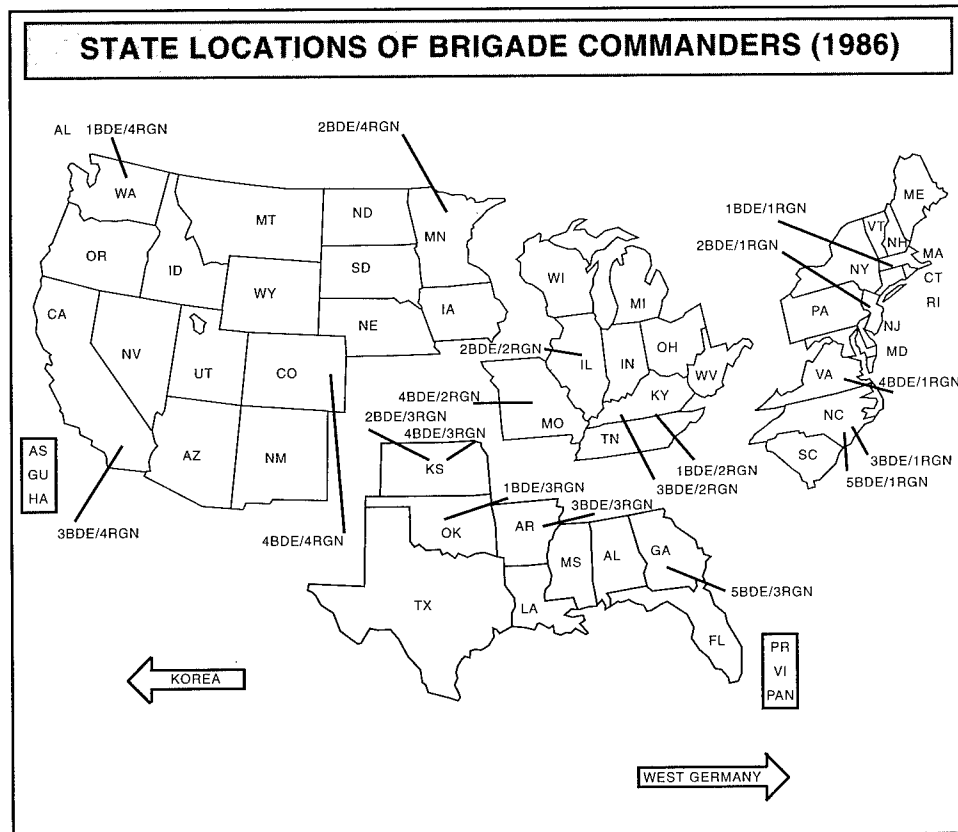 STATE LOCATIONS OF BRIGADE COMMANDERS (1986)
AL 1BDE/4RGN
2BDE/4RGN
WA
MT
ND
MN
OR
ID
SD
WY
CA
NV
NE
IA
UT
CO
AZ
NM
AS
GU
HA
3BDE/4RGN
4BDE/4RGN
WI
MI
2BDE/2RGN
IL
IN
OH
WV
KY
4BDE/2RGN
MO
TN
1BDE/2RGN
3BDE/2RGN
1BDE/1RGN
2BDE/1RGN
ME
VT
NH
MA
NY
CT
RI
PA
NJ
MD
VA
4BDE/1RGN
NC
SC
3BDE/1RGN
5BDE/1RGN
2BDE/3RGN
4BDE/3RGN
KS
1BDE/3RGN
OK
AR
3BDE/3RGN
MS
AL
GA
5BDE/3RGN
TX
LA
FL
PR
VI
PAN
KOREA
WEST GERMANY